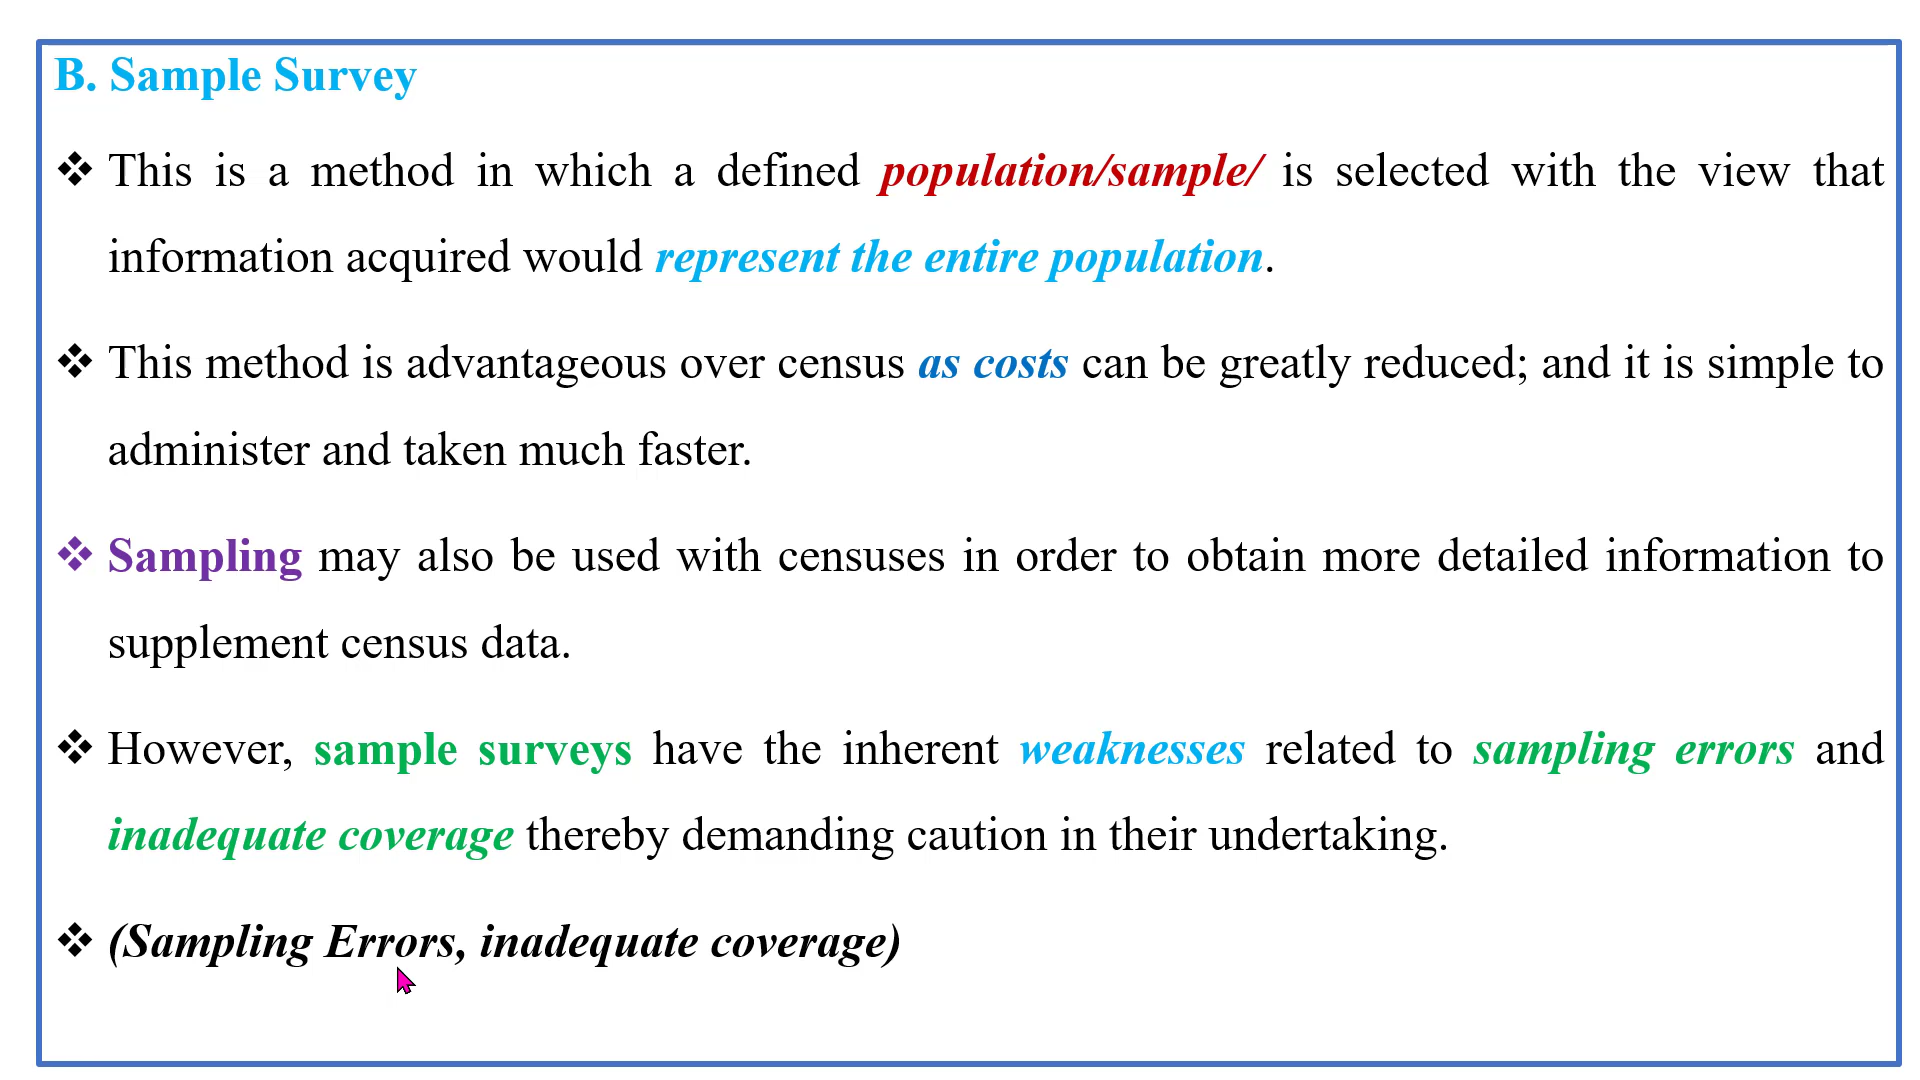 B. Sample Survey
❖ This is a method in which a defined population/sample/ is selected with the view that
information acquired would represent the entire population.
❖ This method is advantageous over census as costs can be greatly reduced; and it is simple to
administer and taken much faster.
❖ Sampling may also be used with censuses in order to obtain more detailed information to
supplement census data.
❖ However, sample surveys have the inherent weaknesses related to sampling errors and
inadequate coverage thereby demanding caution in their undertaking.
❖ (Sampling Errors, inadequate coverage)